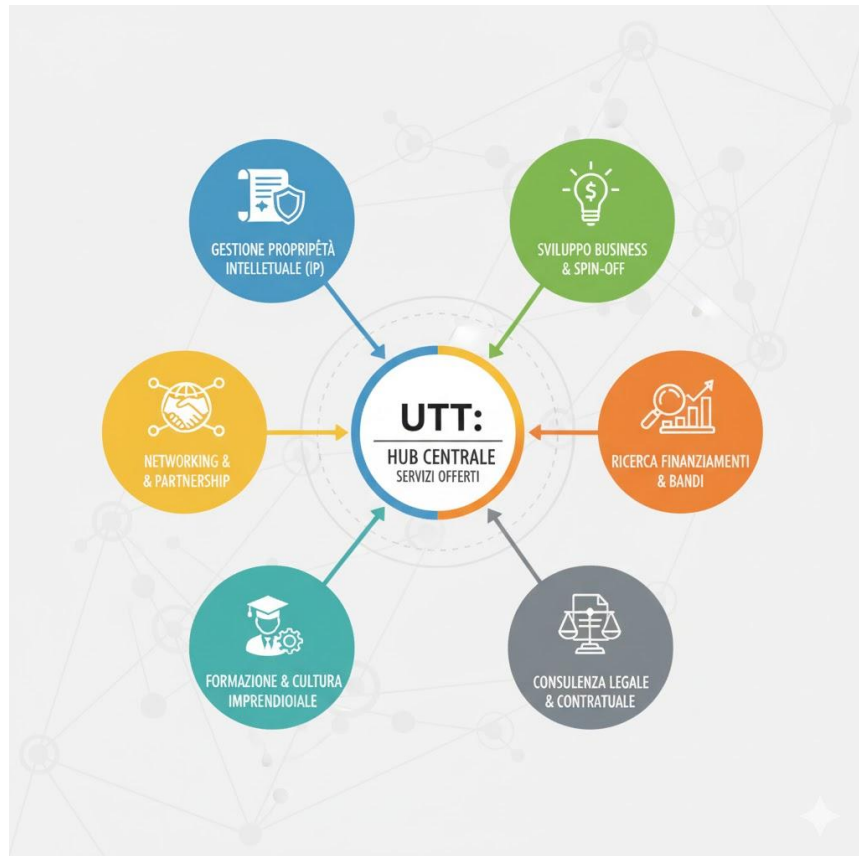 GESTIONE PROPRIPÊTÀ
INTELLETUALE (IP)
SVILUPPO BUSINESS
& SPIN-OFF
NETWORKING &
& PARTNERSHIP
UTT:
HUB CENTRALE
SERVIZI OFFERTI
RICERCA FINANZIAMENTI
& BANDI
FORMAZIONE & CULTURA
IMPRENDIOIALE
CONSULENZA LEGALE
& CONTRATUALE